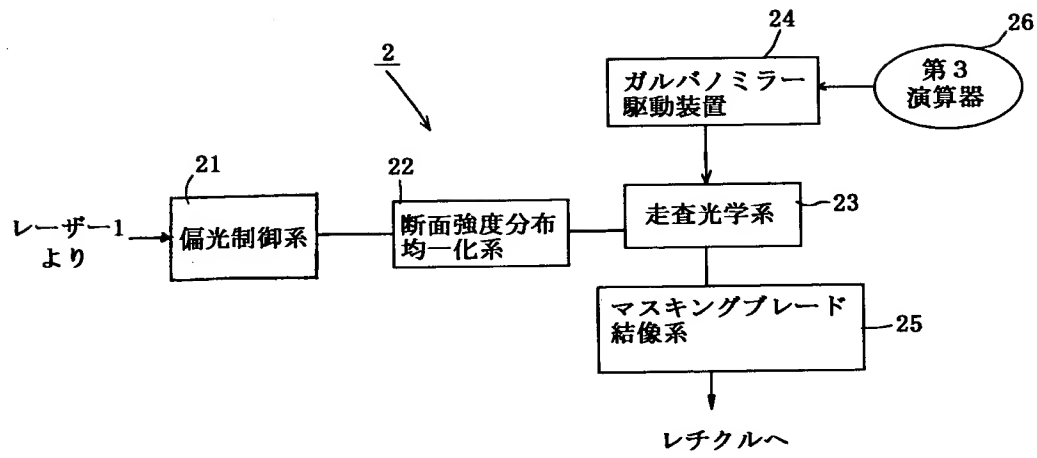 24
26
2
ガルバノミラー
駆動装置
第3
演算器
21
22
レーザー1
より
偏光制御系
断面強度分布
均一化系
走査光学系
23
マスキングブレード
結像系
25
レチクルへ